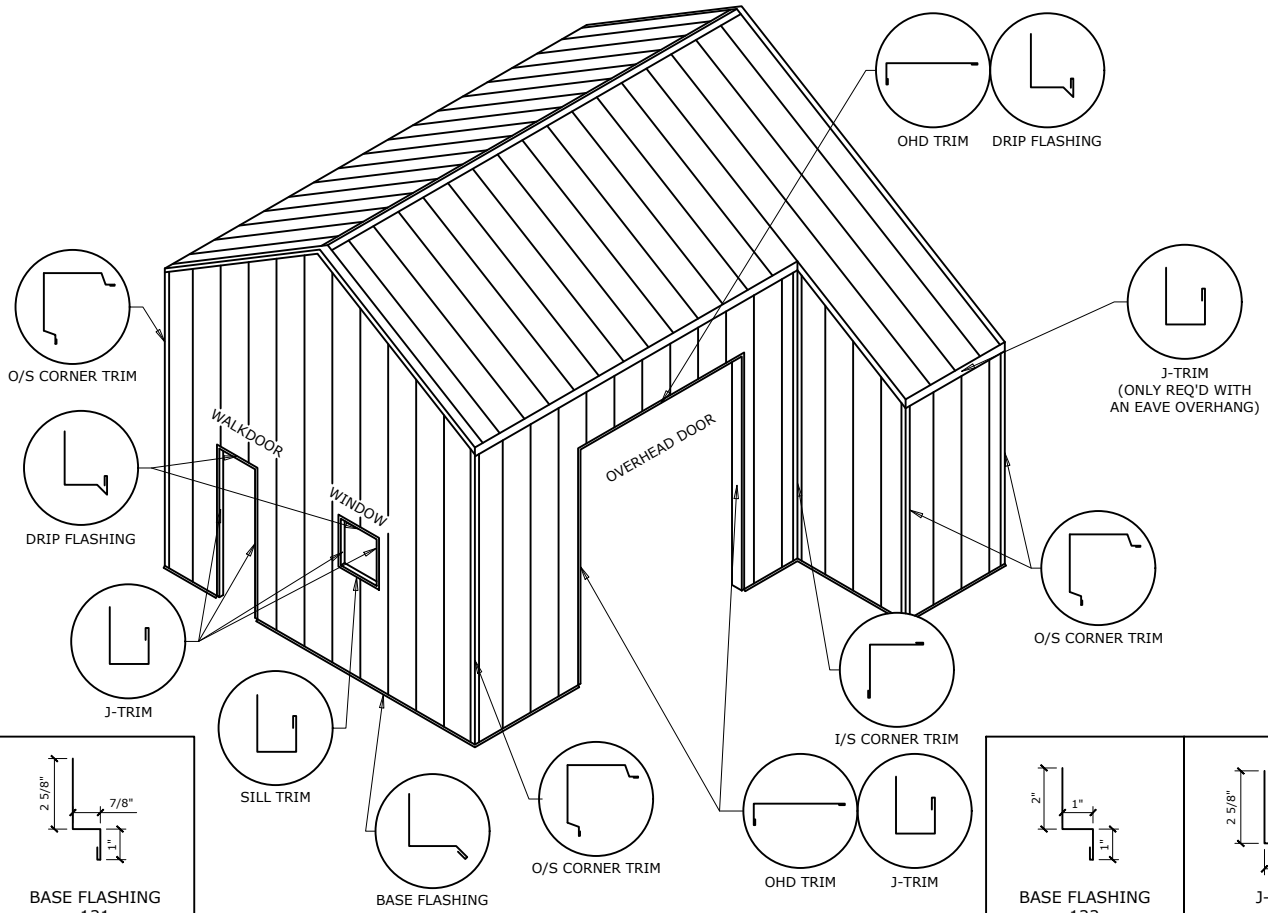 OHD TRIM
DRIP FLASHING
O/S CORNER TRIM
J-TRIM
(ONLY REQ'D WITH
AN EAVE OVERHANG)
WALKDOOR
OVERHEAD DOOR
WINDOW
DRIP FLASHING
O/S CORNER TRIM
J-TRIM
I/S CORNER TRIM
SILL TRIM
O/S CORNER TRIM
OHD TRIM
J-TRIM
BASE FLASHING
2 5/8"
7/8"
1"
BASE FLASHING
131
2"
1"
1"
BASE FLASHING
2 5/8"